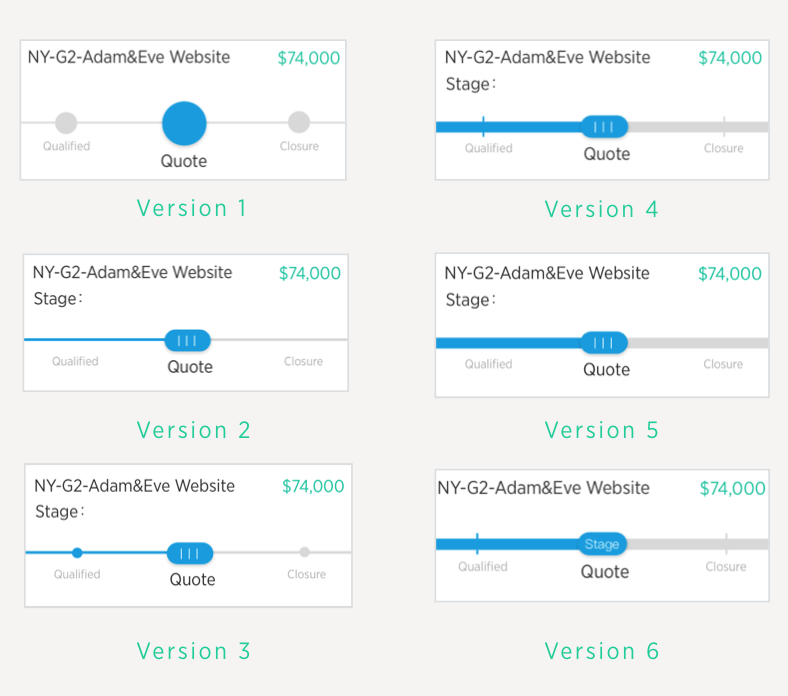 NY-G2-Adam&Eve Website $74,000
Qualified Quote Closure
Version 1
NY-G2-Adam&Eve Website $74,000
Stage:
Qualified Quote Closure
Version 2
NY-G2-Adam&Eve Website $74,000
Stage:
Qualified Quote Closure
Version 3
NY-G2-Adam&Eve Website $74,000
Stage:
Qualified Quote Closure
Version 4
NY-G2-Adam&Eve Website $74,000
Stage:
Qualified Quote Closure
Version 5
NY-G2-Adam&Eve Website $74,000
Stage
Qualified Quote Closure
Version 6